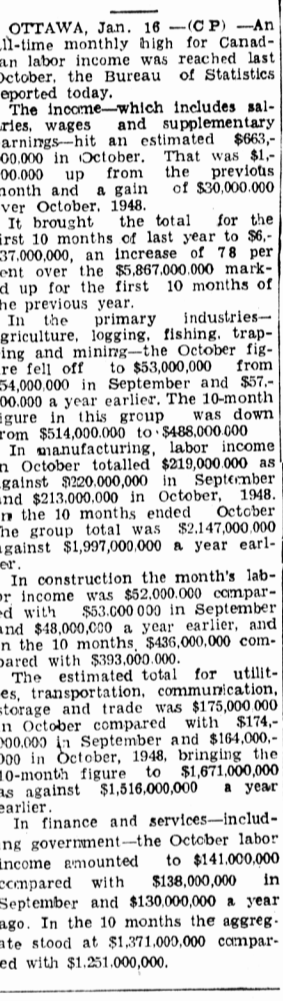 OTTAWA, Jan. 16 —(CP) —An
ll-time monthly high for Canad-
an labor income was reached last
October, the Bureau of Statistics
eported today.
The income—which includes sal-
ries, wages and supplementary
arnings—hit an estimated $663,-
00.000 in October. That was $1,-
00.000 up from the previous
nonth and a gain of $30,000.000
ver October, 1948.
It brought the total for the
irst 10 months of last year to $6,-
37,000,000, an increase of 78 per
ent over the $5,867.000.000 mark-
d up for the first 10 months of
he previous year.
In the primary industries—
griculture, logging, fishing, trap-
ing and mining—the October fig-
re fell off to $53,000,000 from
54,000,000 in September and $57.-
00.000 a year earlier. The 10-month
igure in this group was down
rom $514,000.000 to $488,000.000
In manufacturing, labor income
n October totalled $219,000.000 as
gainst $220.000,000 in September
nd $213.000.000 in October, 1948.
n the 10 months ended October
he group total was $2.147,000.000
gainst $1,997,000,000 a year earl-
er.
In construction the month's lab-
r income was $52,000.000 compar-
ed with $53.000 000 in September
and $48,000,000 a year earlier, and
n the 10 months, $436,000,000 com-
pared with $393,000.000.
The estimated total for utilit-
es, transportation, communication,
storage and trade was $175,000.000
n October compared with $174,-
000.000 in September and $164,000,-
000 in October, 1948, bringing the
10-month figure to $1,671,000,000
as against $1,516,000,000 a year
earlier.
In finance and services—includ-
ng government—the October labor
income amounted to $141,000,000
compared with $138,000,000 in
September and $130,000,000 a year
ago. In the 10 months the aggreg-
ate stood at $1,371,000,000 compar-
ed with $1.251.000,000.